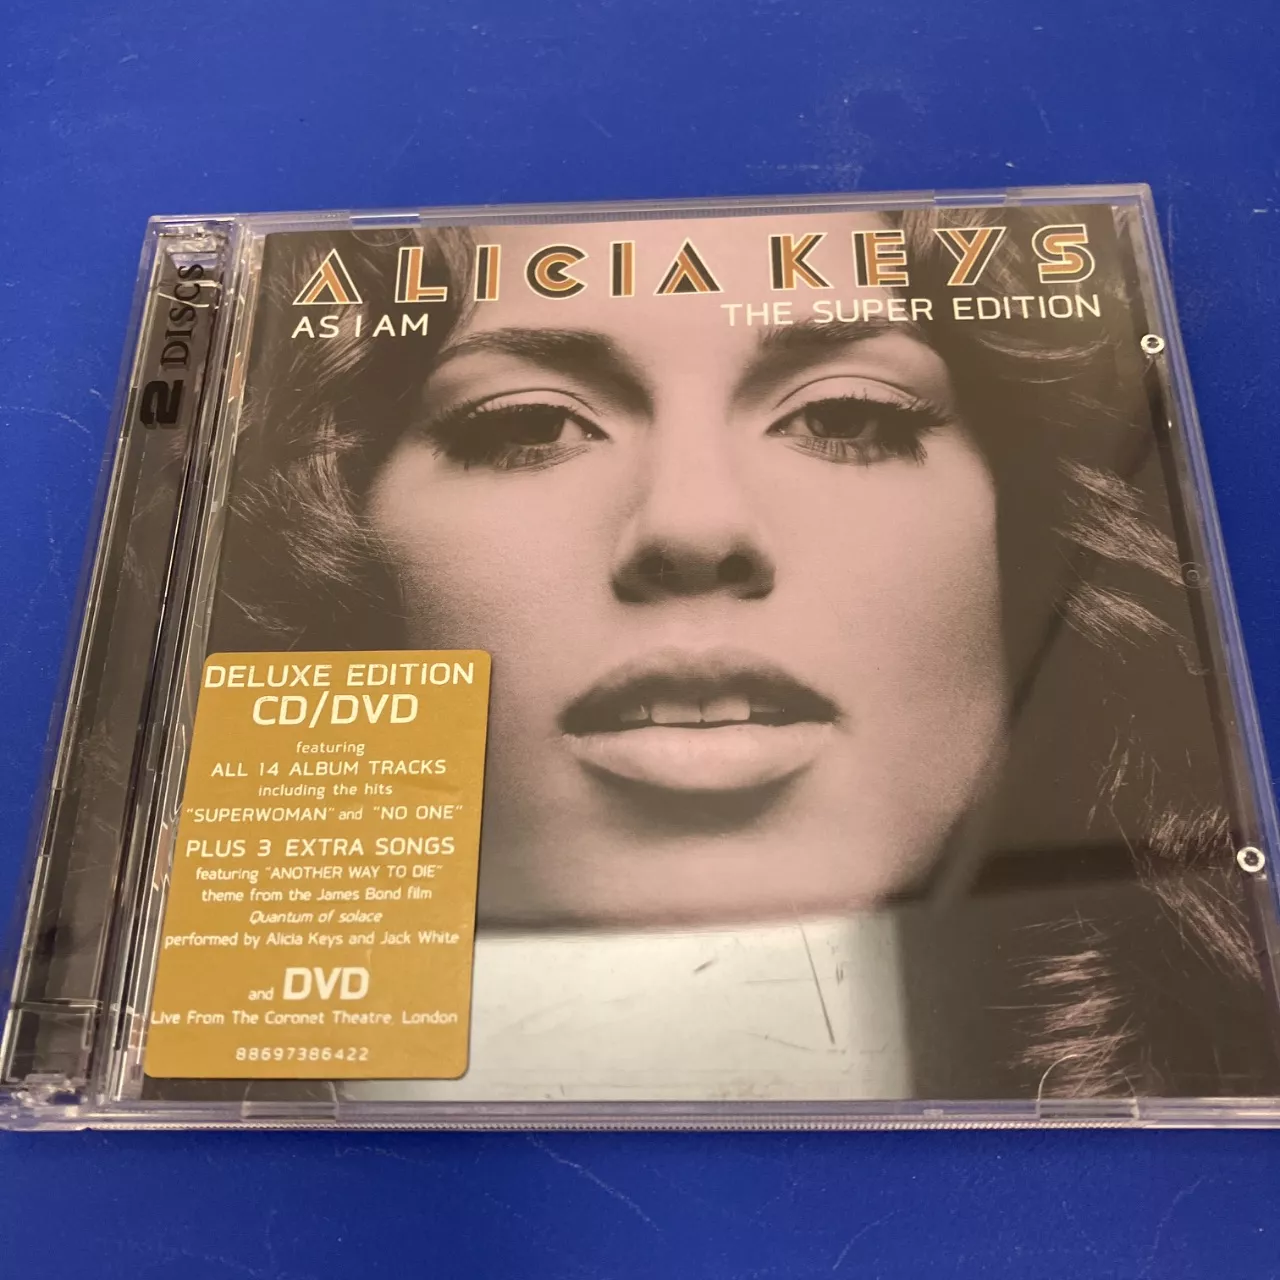 ALICIA KEYS
AS I AM
THE SUPER EDITION
2 DISCS
DELUXE EDITION
CD/DVD
featuring
ALL 14 ALBUM TRACKS
including the hits
"SUPERWOMAN" and "NO ONE"
PLUS 3 EXTRA SONGS
featuring "ANOTHER WAY TO DIE"
theme from the James Bond film
Quantum of solace
performed by Alicia Keys and Jack White
and DVD
Live From The Coronet Theatre, London
88697386422